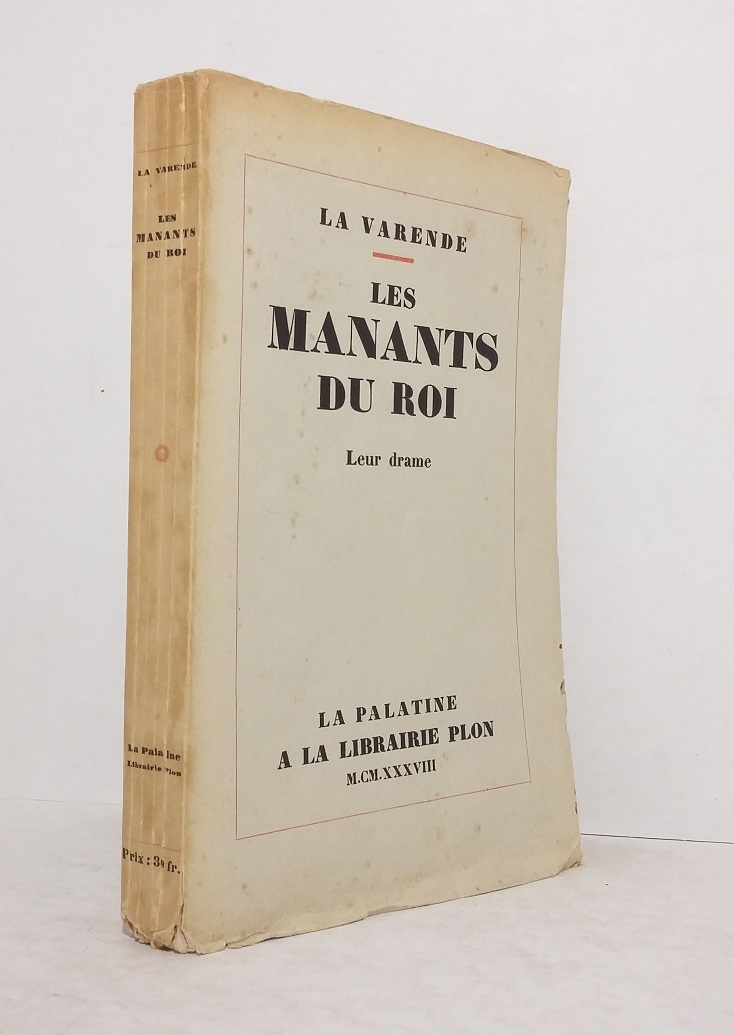 LA VARENDE
LES
MANANTS
DU ROI
La Palatine
Librairie Plon
Prix : 30 fr.
LA VARENDE
LES
MANANTS
DU ROI
Leur drame
LA PALATINE
A LA LIBRAIRIE PLON
M.CM.XXXVIII